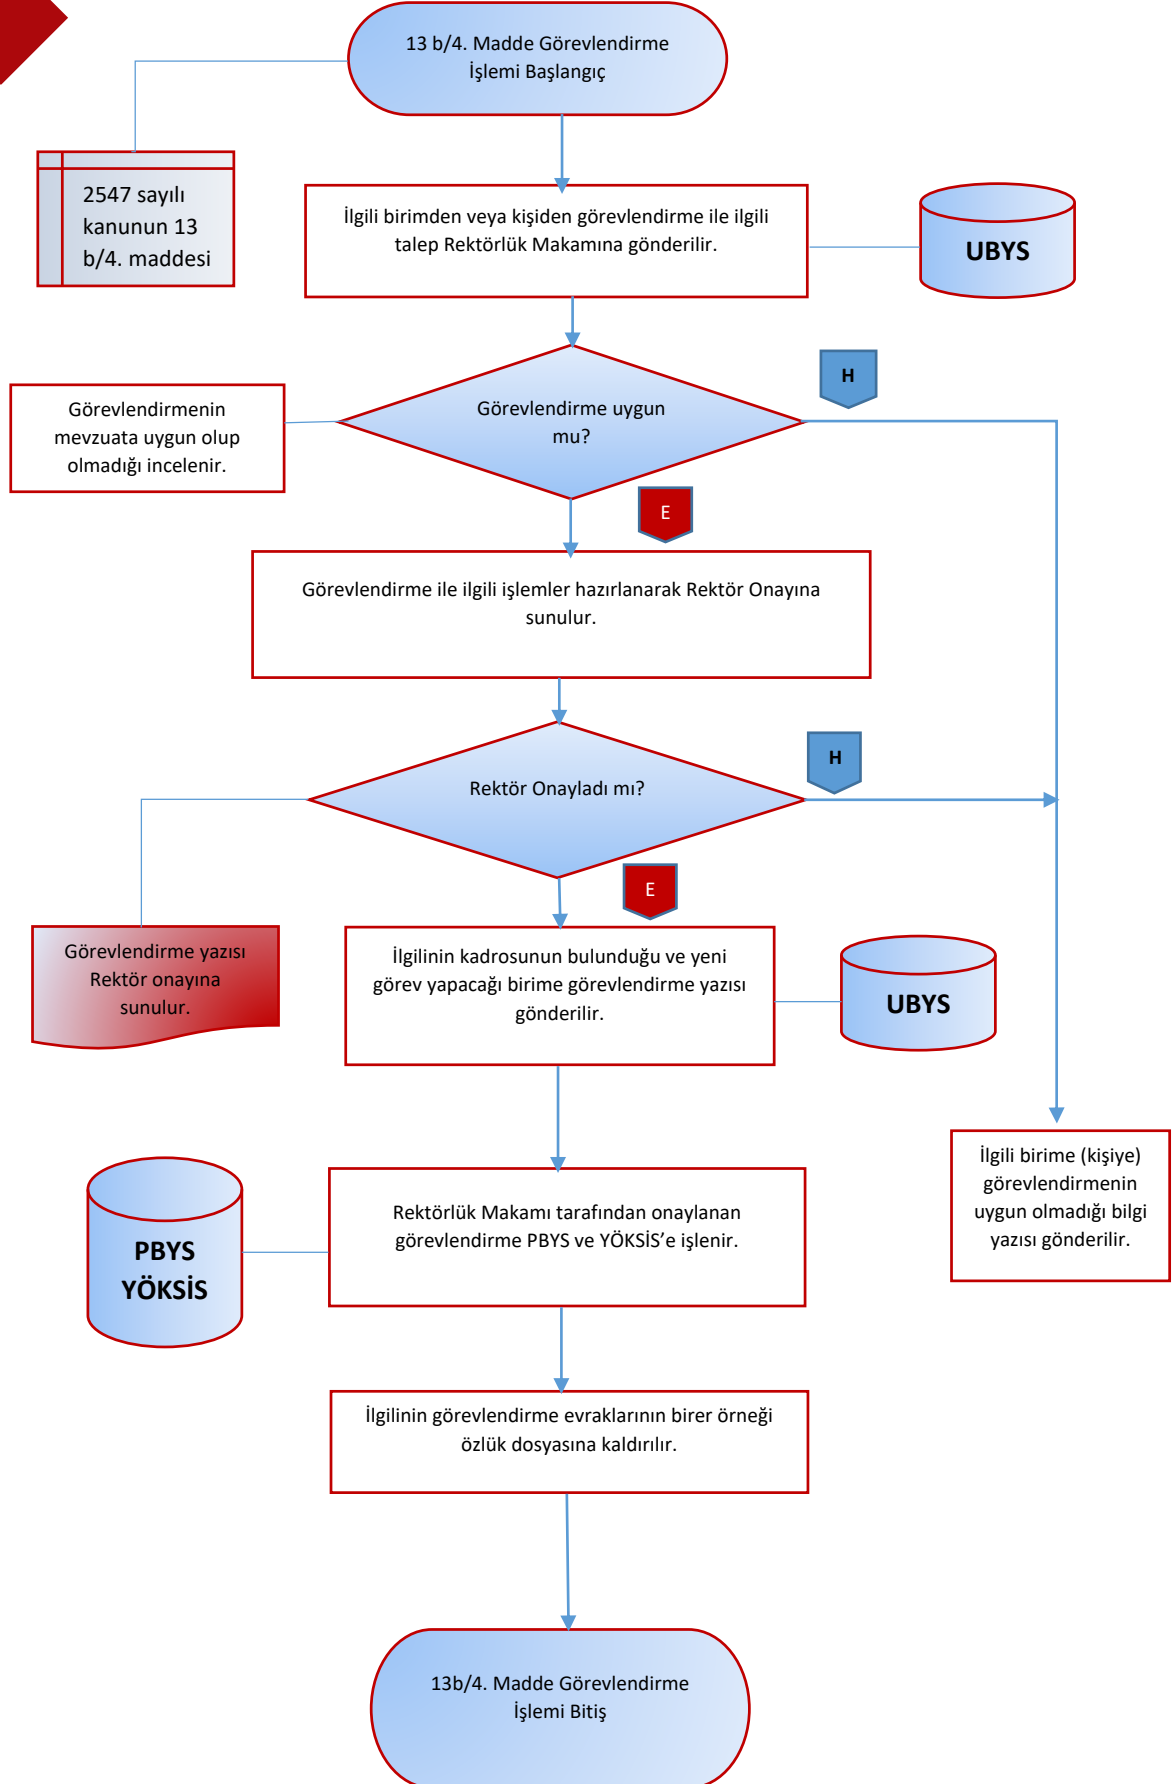 13 b/4. Madde Görevlendirme
İşlemi Başlangıç
2547 sayılı
kanunun 13
b/4. maddesi
İlgili birimden veya kişiden görevlendirme ile ilgili
talep Rektörlük Makamına gönderilir.
UBYS
Görevlendirmenin
mevzuata uygun olup
olmadığı incelenir.
Görevlendirme uygun
mu?
H
E
Görevlendirme ile ilgili işlemler hazırlanarak Rektör Onayına
sunulur.
Rektör Onayladı mı?
H
E
Görevlendirme yazısı
Rektör onayına
sunulur.
İlgilinin kadrosunun bulunduğu ve yeni
görev yapacağı birime görevlendirme yazısı
gönderilir.
UBYS
İlgili birime (kişiye)
görevlendirmenin
uygun olmadığı bilgi
yazısı gönderilir.
PBYS
YÖKSİS
Rektörlük Makamı tarafından onaylanan
görevlendirme PBYS ve YÖKSİS’e işlenir.
İlgilinin görevlendirme evraklarının birer örneği
özlük dosyasına kaldırılır.
13b/4. Madde Görevlendirme
İşlemi Bitiş